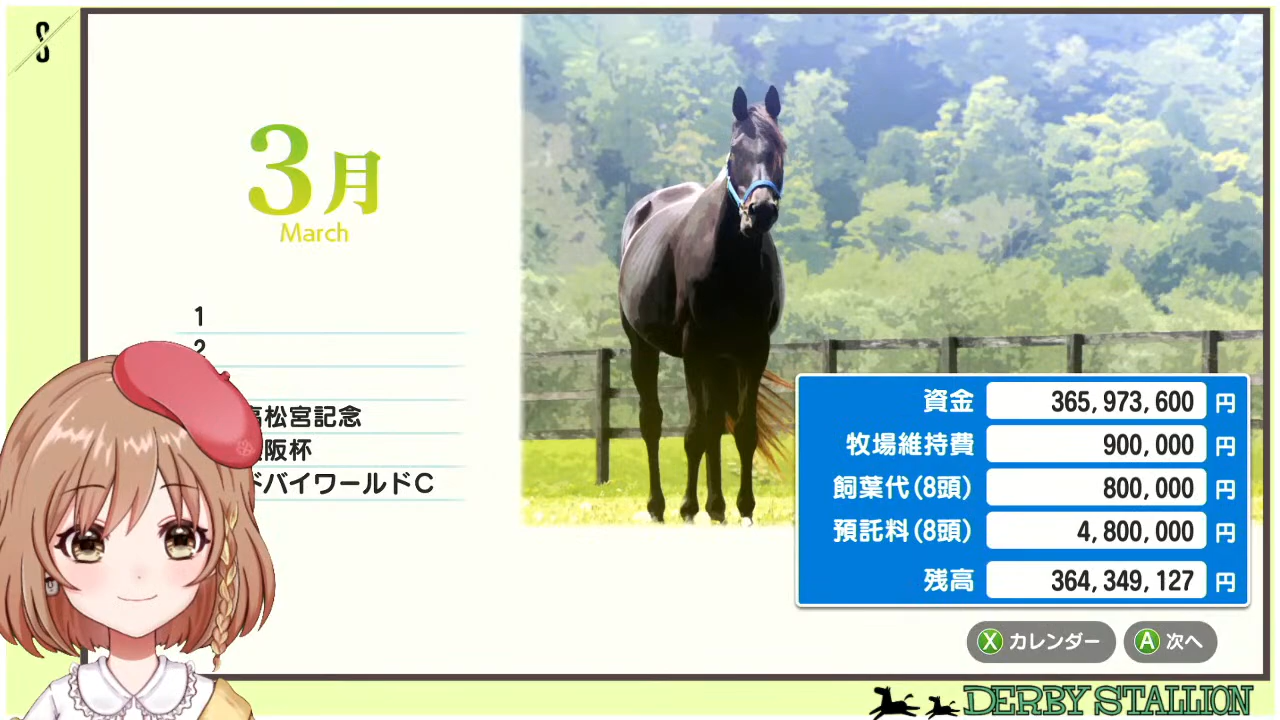 S
3月
March
1
2
高松宮記念
阪杯
ドバイワールドC
資金 365,973,600 円
牧場維持費 900,000 円
飼葉代(8頭) 800,000 円
預託料(8頭) 4,800,000 円
残高 364,349,127 円
X カレンダー A 次へ
DERBY STALLION